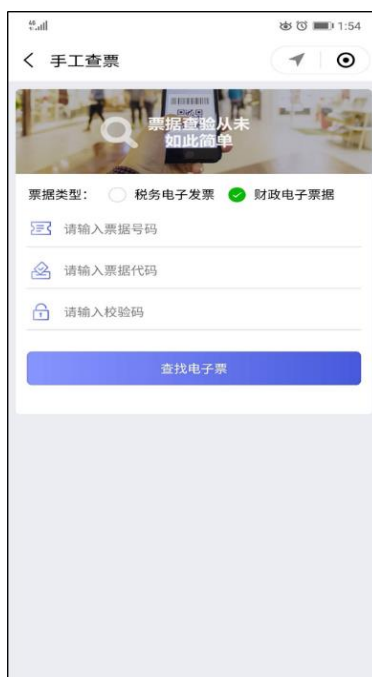 46
1:54
手工查票
票据查验从未
如此简单
票据类型： 税务电子发票 财政电子票据
请输入票据号码
请输入票据代码
请输入校验码
查找电子票